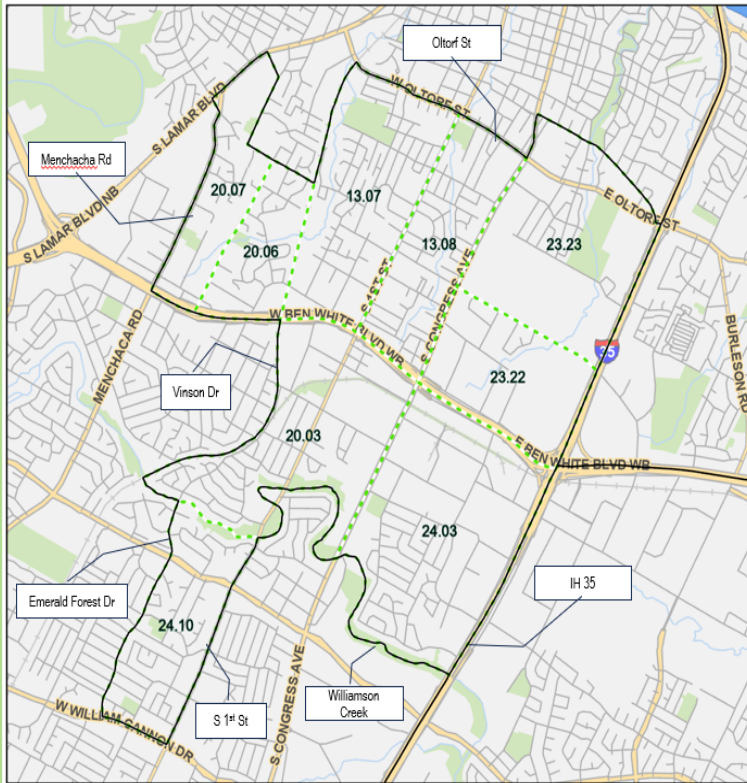 Oltorf St
W OLTORF ST
S LAMAR BLVD
Menchacha Rd
20.07
13.07
E OLTORF ST
S LAMAR BLVD NB
20.06
13.08
23.23
S 1ST ST
S CONGRESS AVE
W BEN WHITE BLVD WB
MENCHACA RD
35
BURLESON RD
Vinson Dr
23.22
20.03
E BEN WHITE BLVD WB
24.03
IH 35
Emerald Forest Dr
24.10
S 1st St
S CONGRESS AVE
Williamson
Creek
W WILLIAM CANNON DR